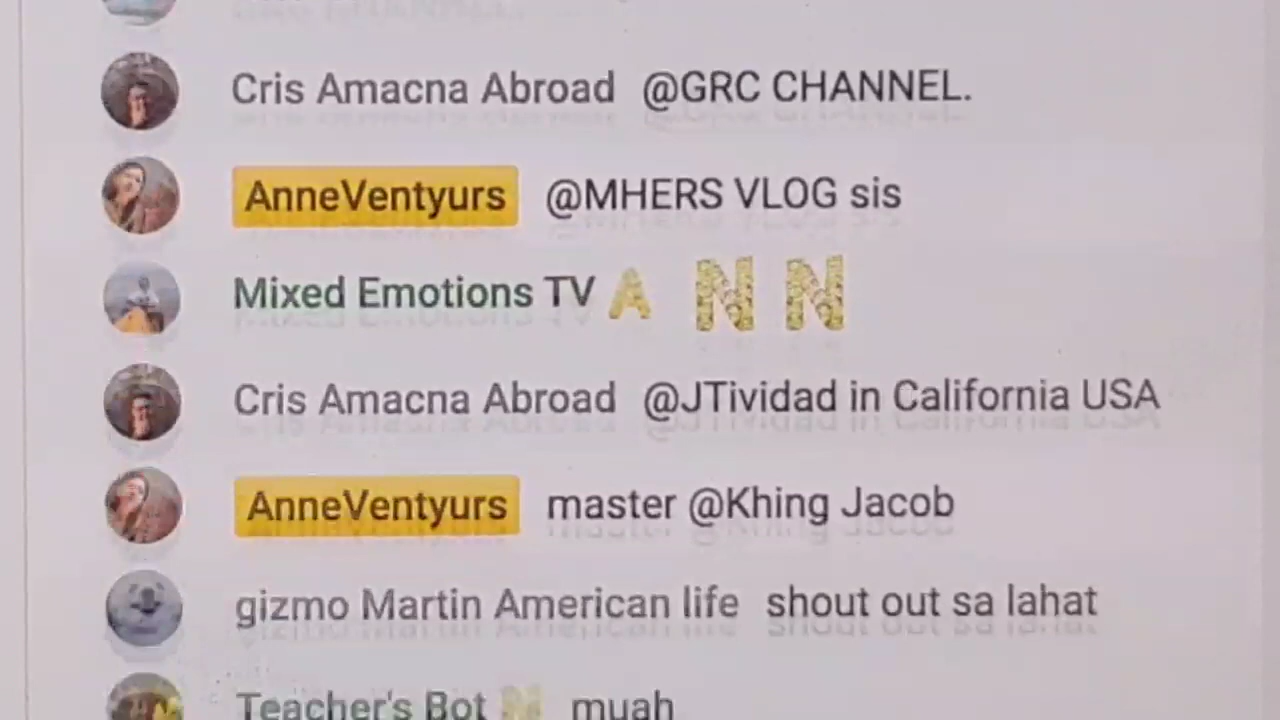 Cris Amacna Abroad @GRC CHANNEL.
AnneVentyurs @MHERS VLOG sis
Mixed Emotions TV A N N
Cris Amacna Abroad @JTividad in California USA
AnneVentyurs master @Khing Jacob
gizmo Martin American life shout out sa lahat
Teacher's Bot N muah